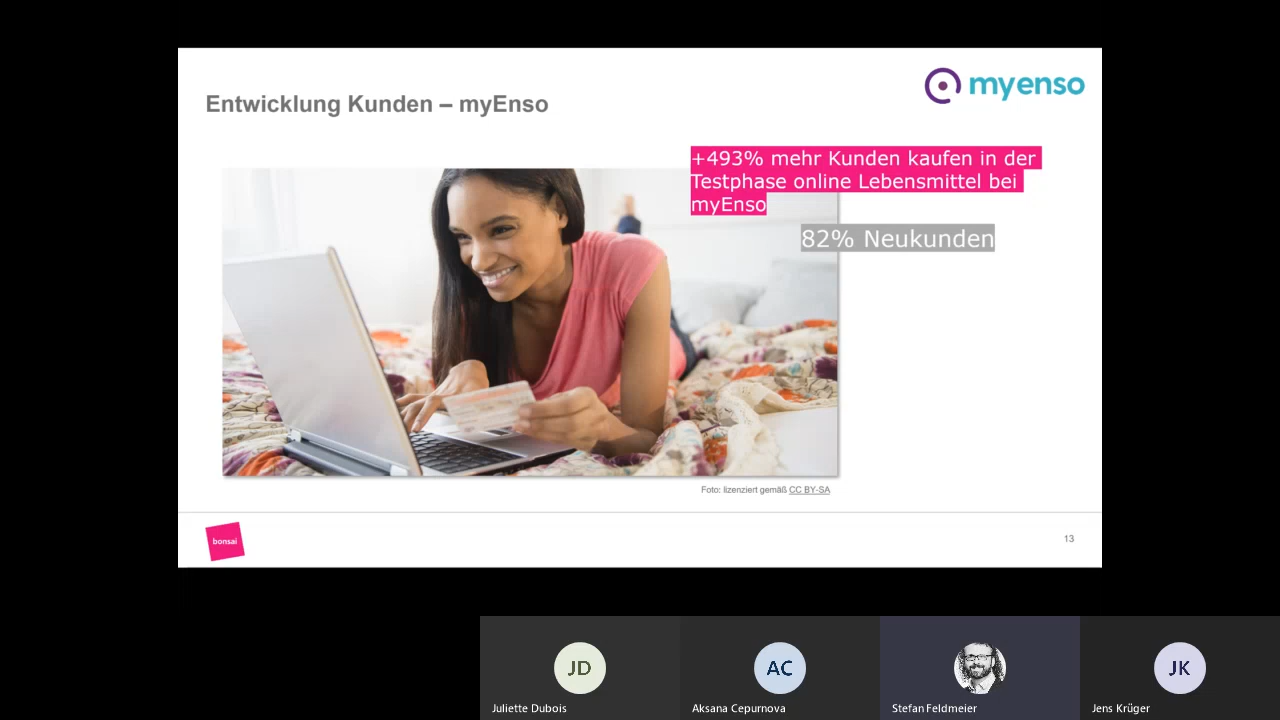 myenso
Entwicklung Kunden – myEnso
+493% mehr Kunden kaufen in der
Testphase online Lebensmittel bei
myEnso
82% Neukunden
Foto: lizenziert gemäß CC BY-SA
bonsai
13
JD
AC
JK
Juliette Dubois
Aksana Cepurnova
Stefan Feldmeier
Jens Krüger